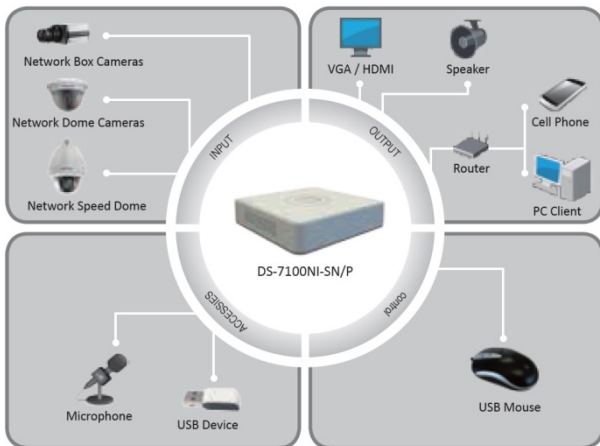 Network Box Cameras
Network Dome Cameras
Network Speed Dome
INPUT
VGA / HDMI
Speaker
Cell Phone
Router
PC Client
OUTPUT
DS-7100NI-SN/P
ACCESSIES
Microphone
USB Device
control
USB Mouse